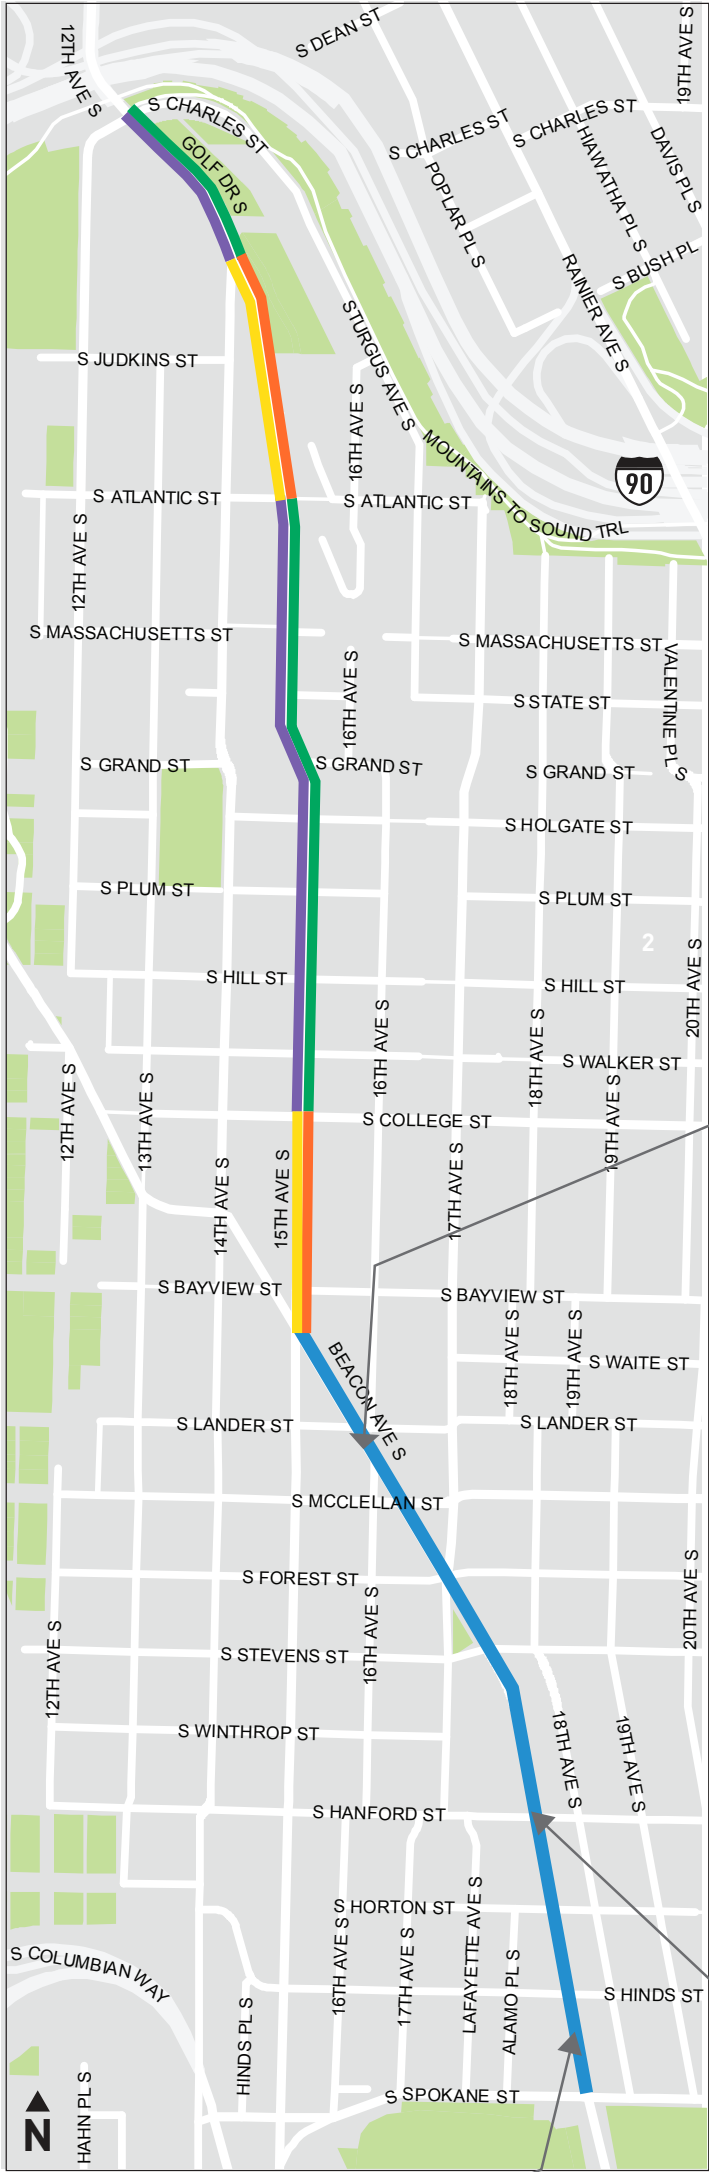 S DEAN ST
19TH AVE S
12TH AVE S
S CHARLES ST
S CHARLES ST
S CHARLES ST
DAVIS PL S
HIAWATHA PL S
GOLF DR S
POPLAR PL S
S BUSH PL
RAINIER AVE S
STURGUS AVE S
S JUDKINS ST
16TH AVE S
MOUNTAINS TO SOUND TRL
90
S ATLANTIC ST
S ATLANTIC ST
12TH AVE S
S MASSACHUSETTS ST
S MASSACHUSETTS ST
VALENTINE PL S
16TH AVE S
S STATE ST
S GRAND ST
S GRAND ST
S GRAND ST
S HOLGATE ST
S PLUM ST
S PLUM ST
2
20TH AVE S
S HILL ST
S HILL ST
16TH AVE S
18TH AVE S
S WALKER ST
12TH AVE S
13TH AVE S
19TH AVE S
S COLLEGE ST
14TH AVE S
15TH AVE S
17TH AVE S
S BAYVIEW ST
S BAYVIEW ST
18TH AVE S
19TH AVE S
BEACON AVE S
S WAITE ST
S LANDER ST
S LANDER ST
S MCCLELLAN ST
S FOREST ST
20TH AVE S
16TH AVE S
12TH AVE S
S STEVENS ST
S WINTHROP ST
18TH AVE S
19TH AVE S
S HANFORD ST
S HORTON ST
S COLUMBIAN WAY
16TH AVE S
17TH AVE S
LAFAYETTE AVE S
ALAMO PL S
S HINDS ST
HINDS PL S
S SPOKANE ST
HAHN PL S
N